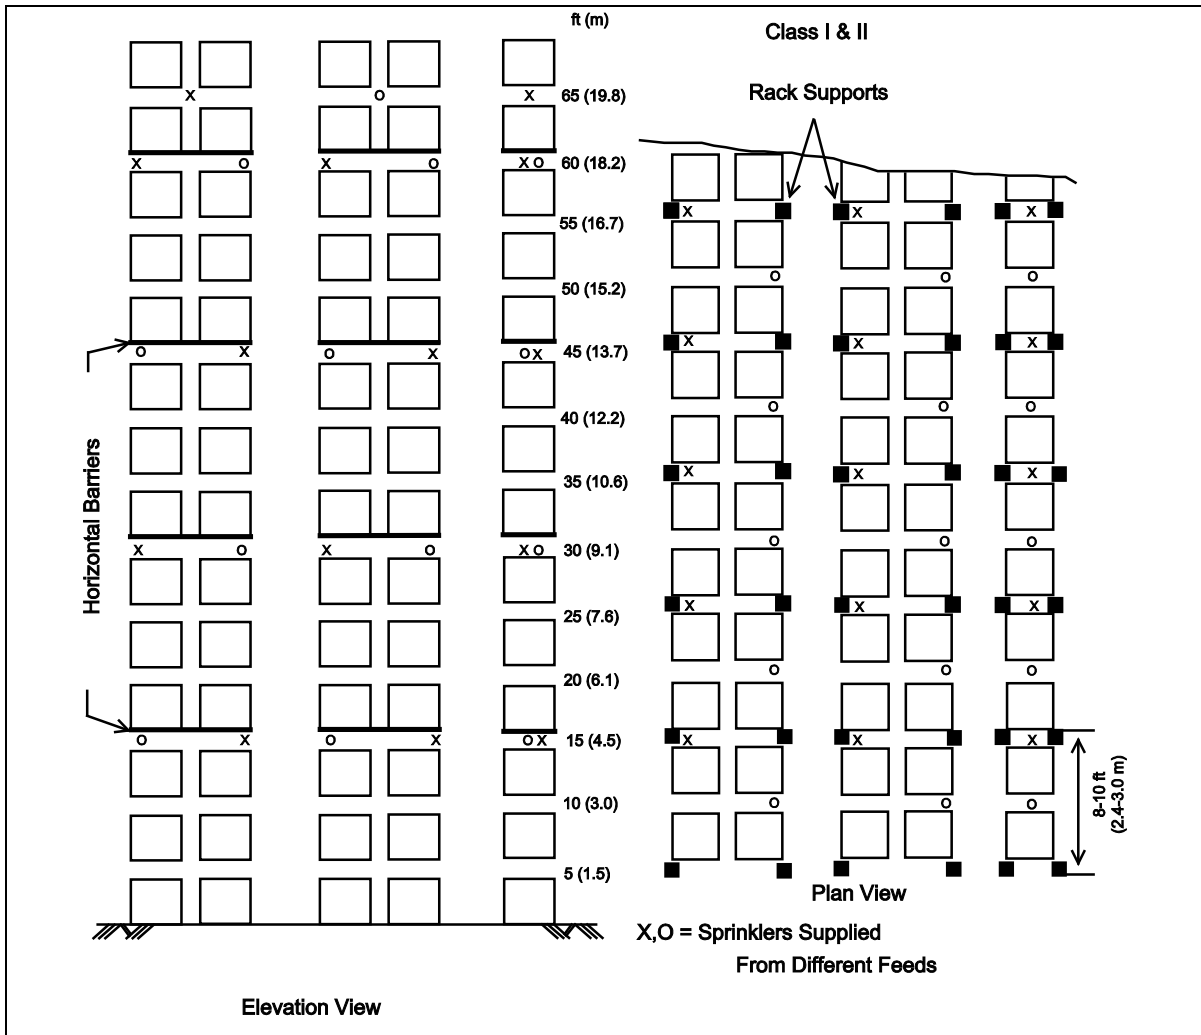 ft (m)
Class I & II
Rack Supports
X O X
65 (19.8)
X O X O X O
60 (18.2)
55 (16.7)
50 (15.2)
O X O X O X
45 (13.7)
40 (12.2)
35 (10.6)
X O X O X O
30 (9.1)
25 (7.6)
20 (6.1)
O X O X O X
15 (4.5)
10 (3.0)
5 (1.5)
Horizontal Barriers
Elevation View
X X X
O O O
X X X
O O O
X X X
O O O
X X X
O O O
X X X
O O O
8-10 ft
(2.4-3.0 m)
Plan View
X,O = Sprinklers Supplied
From Different Feeds